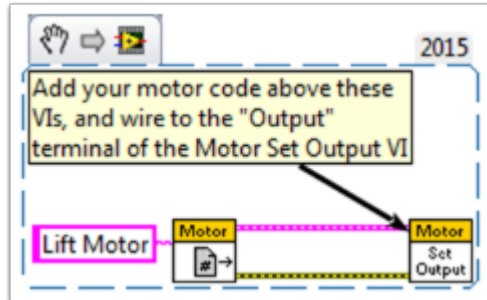 2015
Add your motor code above these
VIs, and wire to the "Output"
terminal of the Motor Set Output VI
Lift Motor
Motor
#
Motor
Set
Output